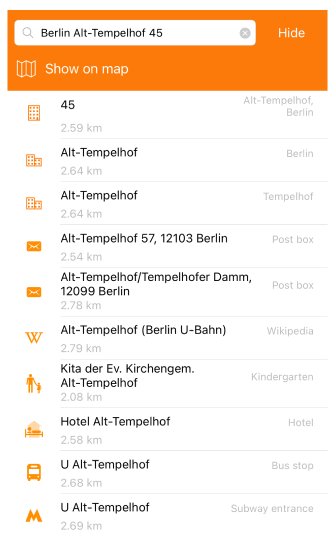 Berlin Alt-Tempelhof 45
Hide
Show on map
45
Alt-Tempelhof,
Berlin
2.59 km
Alt-Tempelhof
Berlin
2.64 km
Alt-Tempelhof
Tempelhof
2.64 km
Alt-Tempelhof 57, 12103 Berlin
Post box
2.54 km
Alt-Tempelhof/Tempelhofer Damm,
12099 Berlin
Post box
2.78 km
W
Alt-Tempelhof (Berlin U-Bahn)
Wikipedia
2.79 km
Kita der Ev. Kirchengem.
Alt-Tempelhof
Kindergarten
2.08 km
Hotel Alt-Tempelhof
Hotel
2.58 km
U Alt-Tempelhof
Bus stop
2.68 km
M
U Alt-Tempelhof
Subway entrance
2.69 km